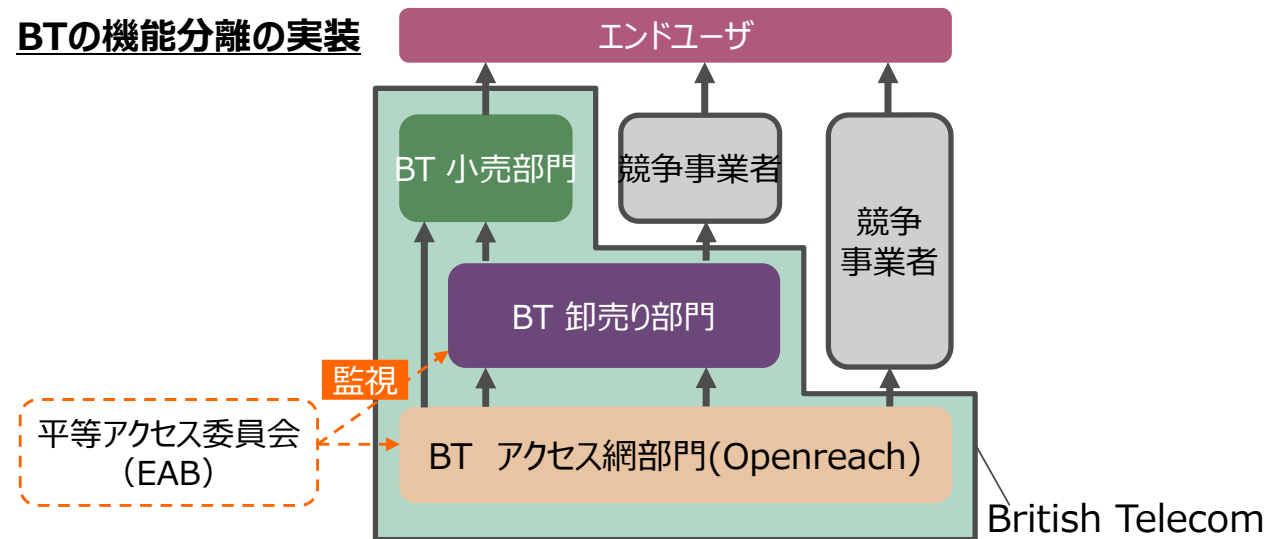 BTの機能分離の実装
エンドユーザ
BT 小売部門
競争事業者
競争
事業者
BT 卸売り部門
監視
平等アクセス委員会
（EAB）
BT アクセス網部門(Openreach)
British Telecom